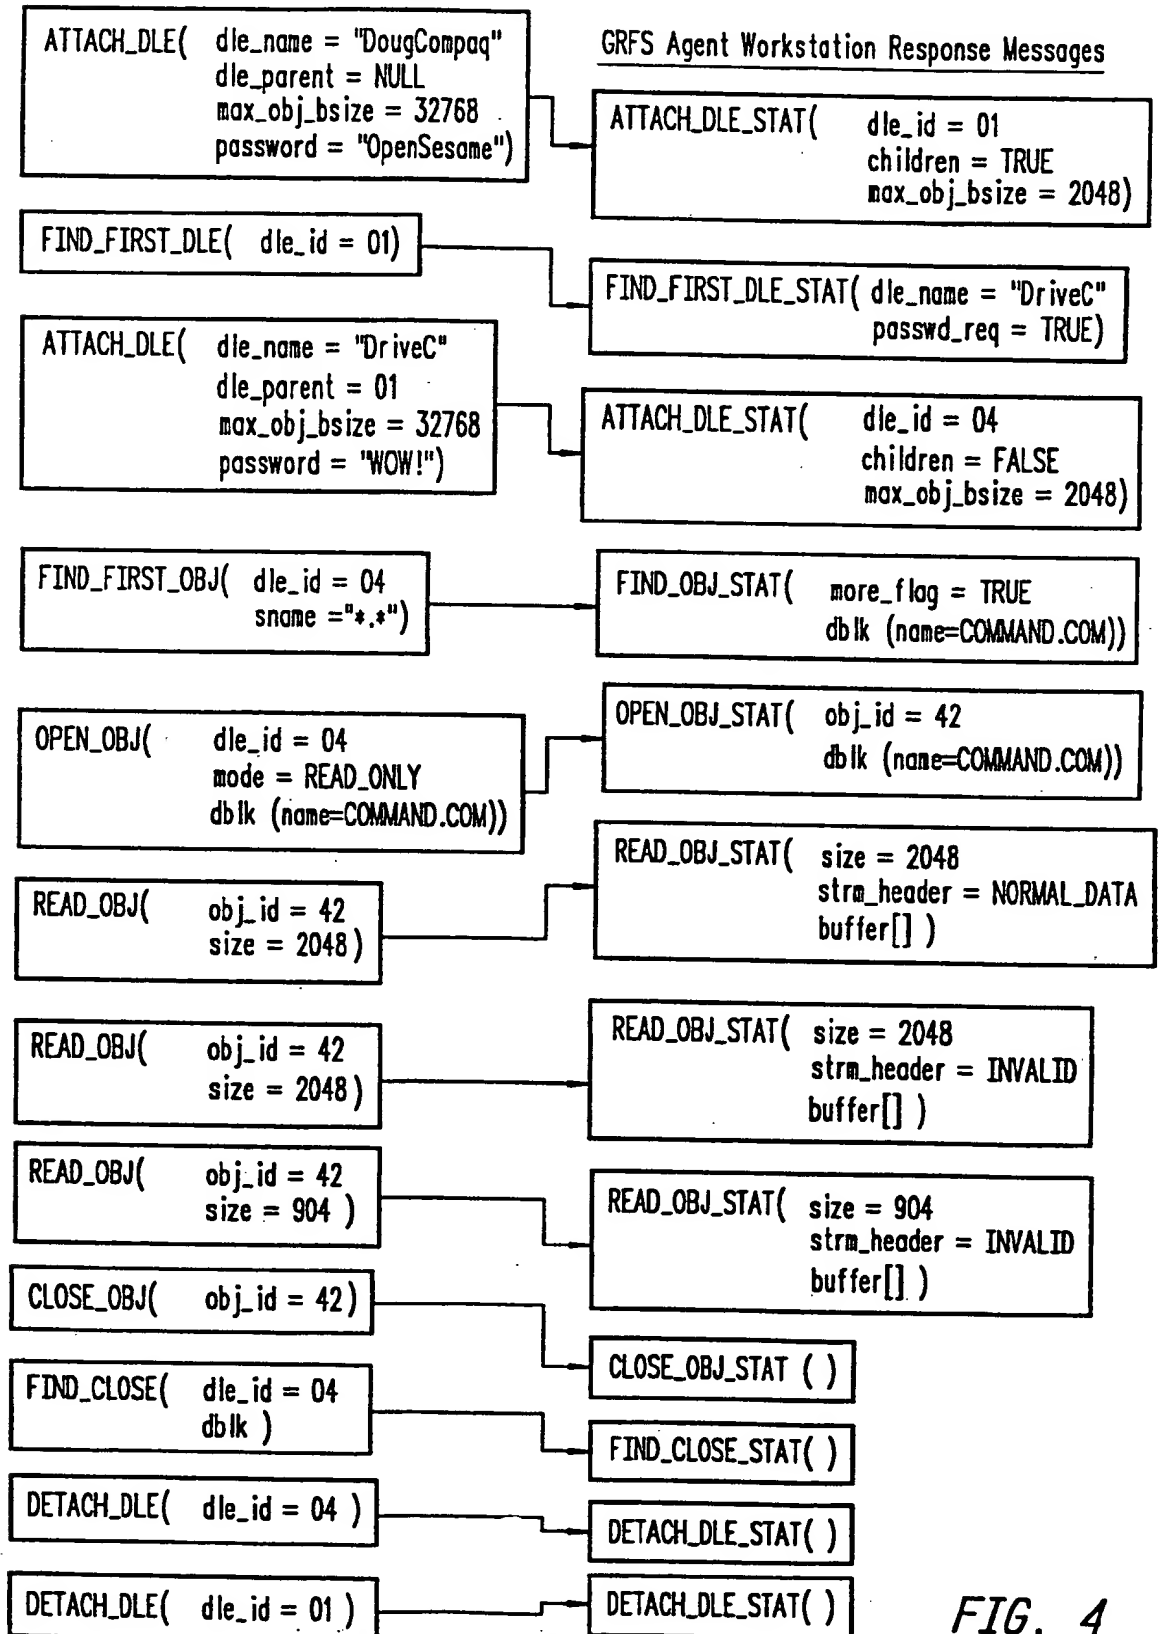 GRFS Agent Workstation Response Messages
ATTACH_DLE( dle_name = "DougCompaq"
dle_parent = NULL
max_obj_bsize = 32768
password = "OpenSesame")
ATTACH_DLE_STAT( dle_id = 01
children = TRUE
max_obj_bsize = 2048)
FIND_FIRST_DLE( dle_id = 01)
FIND_FIRST_DLE_STAT( dle_name = "DriveC"
passwd_req = TRUE)
ATTACH_DLE( dle_name = "DriveC"
dle_parent = 01
max_obj_bsize = 32768
password = "WOW!")
ATTACH_DLE_STAT( dle_id = 04
children = FALSE
max_obj_bsize = 2048)
FIND_FIRST_OBJ( dle_id = 04
sname ="*.*")
FIND_OBJ_STAT( more_flag = TRUE
dblk (name=COMMAND.COM))
OPEN_OBJ( dle_id = 04
mode = READ_ONLY
dblk (name=COMMAND.COM))
OPEN_OBJ_STAT( obj_id = 42
dblk (name=COMMAND.COM))
READ_OBJ( obj_id = 42
size = 2048)
READ_OBJ_STAT( size = 2048
strm_header = NORMAL_DATA
buffer[] )
READ_OBJ( obj_id = 42
size = 2048)
READ_OBJ_STAT( size = 2048
strm_header = INVALID
buffer[] )
READ_OBJ( obj_id = 42
size = 904 )
READ_OBJ_STAT( size = 904
strm_header = INVALID
buffer[] )
CLOSE_OBJ( obj_id = 42)
CLOSE_OBJ_STAT ( )
FIND_CLOSE( dle_id = 04
dblk )
FIND_CLOSE_STAT( )
DETACH_DLE( dle_id = 04 )
DETACH_DLE_STAT( )
DETACH_DLE( dle_id = 01 )
DETACH_DLE_STAT( )
FIG. 4